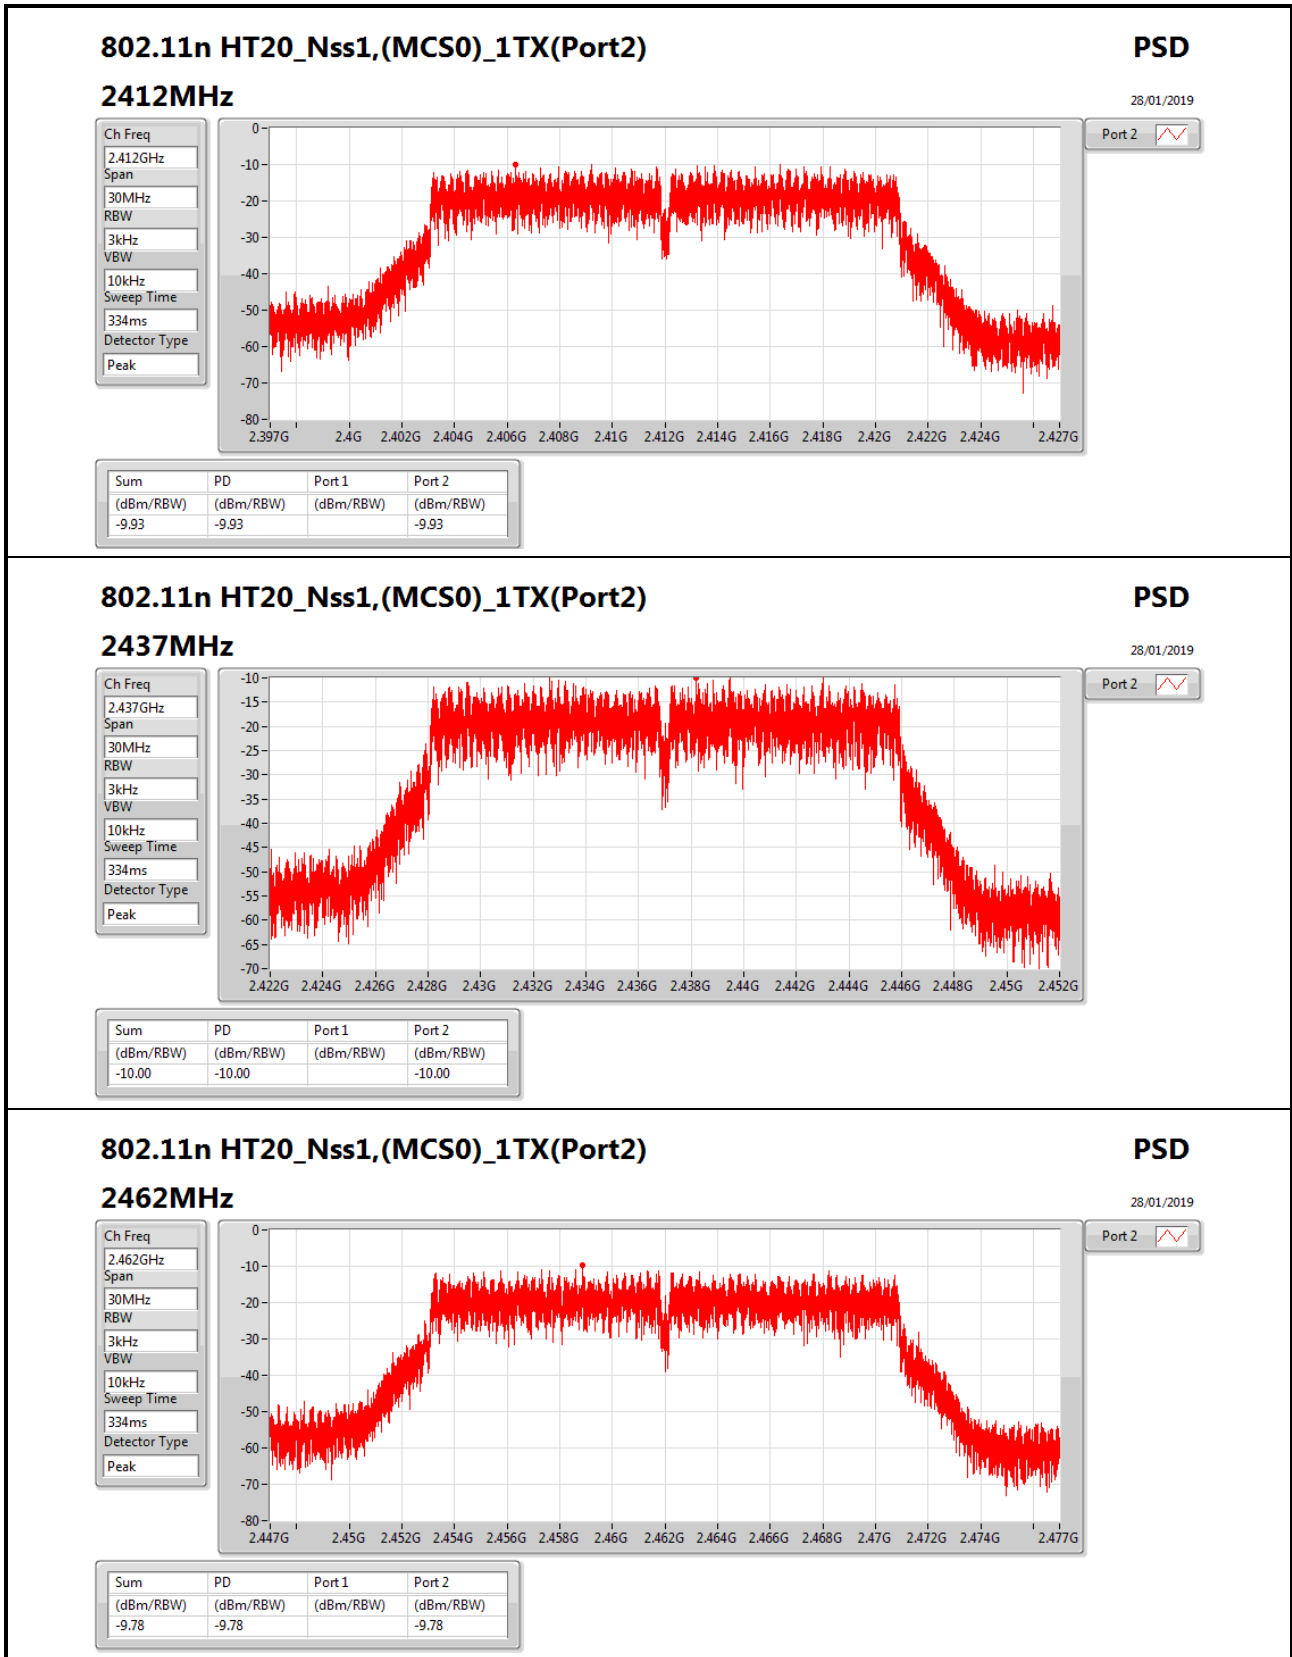 802.11n HT20_Nss1,(MCS0)_1TX(Port2) PSD
2412MHz 28/01/2019
Ch Freq
2.412GHz
Span
30MHz
RBW
3kHz
VBW
10kHz
Sweep Time
334ms
Detector Type
Peak
0
-10
-20
-30
-40
-50
-60
-70
-80
2.397G 2.4G 2.402G 2.404G 2.406G 2.408G 2.41G 2.412G 2.414G 2.416G 2.418G 2.42G 2.422G 2.424G 2.427G
Port 2
Sum PD Port 1 Port 2
(dBm/RBW) (dBm/RBW) (dBm/RBW) (dBm/RBW)
-9.93 -9.93 -9.93
802.11n HT20_Nss1,(MCS0)_1TX(Port2) PSD
2437MHz 28/01/2019
Ch Freq
2.437GHz
Span
30MHz
RBW
3kHz
VBW
10kHz
Sweep Time
334ms
Detector Type
Peak
-10
-15
-20
-25
-30
-35
-40
-45
-50
-55
-60
-65
-70
2.422G 2.424G 2.426G 2.428G 2.43G 2.432G 2.434G 2.436G 2.438G 2.44G 2.442G 2.444G 2.446G 2.448G 2.45G 2.452G
Port 2
Sum PD Port 1 Port 2
(dBm/RBW) (dBm/RBW) (dBm/RBW) (dBm/RBW)
-10.00 -10.00 -10.00
802.11n HT20_Nss1,(MCS0)_1TX(Port2) PSD
2462MHz 28/01/2019
Ch Freq
2.462GHz
Span
30MHz
RBW
3kHz
VBW
10kHz
Sweep Time
334ms
Detector Type
Peak
0
-10
-20
-30
-40
-50
-60
-70
-80
2.447G 2.45G 2.452G 2.454G 2.456G 2.458G 2.46G 2.462G 2.464G 2.466G 2.468G 2.47G 2.472G 2.474G 2.477G
Port 2
Sum PD Port 1 Port 2
(dBm/RBW) (dBm/RBW) (dBm/RBW) (dBm/RBW)
-9.78 -9.78 -9.78